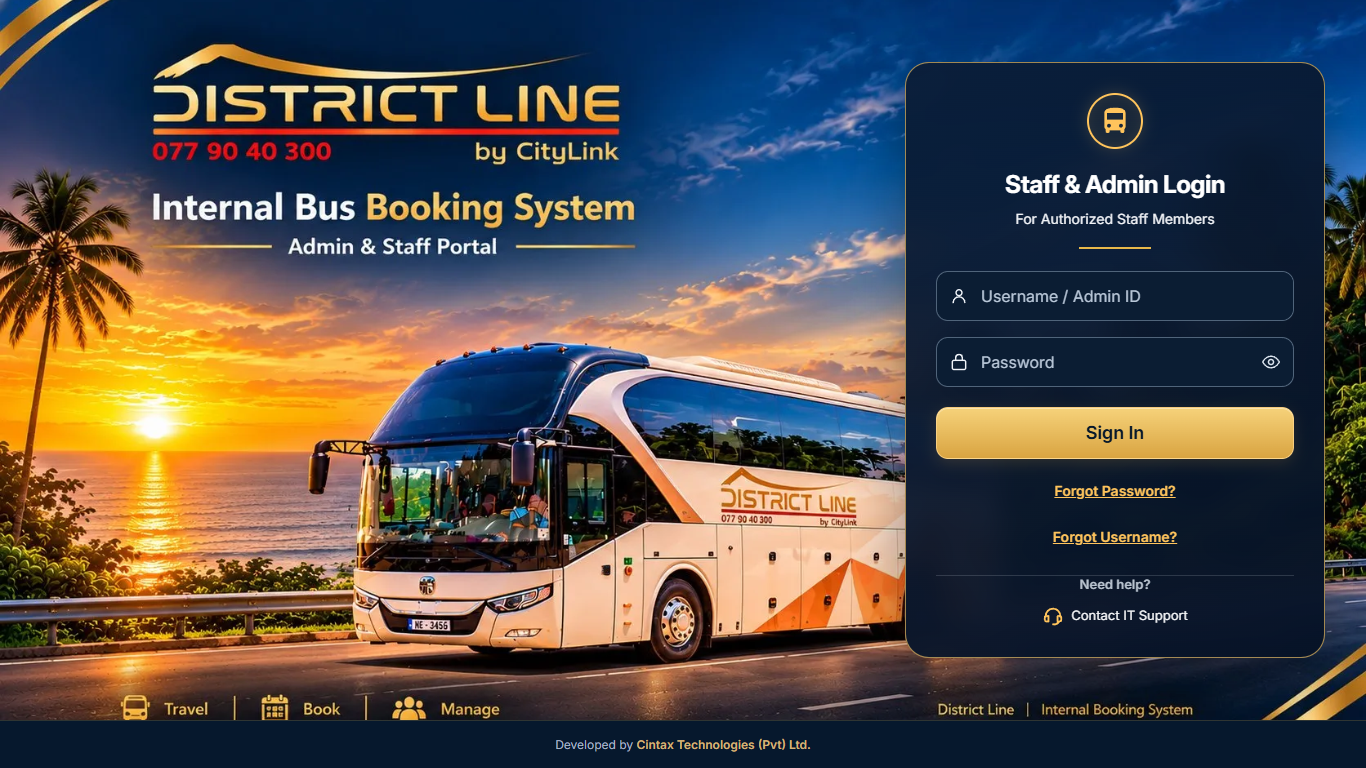 DISTRICT LINE
077 90 40 300 by CityLink
Internal Bus Booking System
Admin & Staff Portal
DISTRICT LINE
077 90 40 300
by CityLink
NE - 3456
Travel | Book | Manage
Staff & Admin Login
For Authorized Staff Members
Username / Admin ID
Password
Sign In
Forgot Password?
Forgot Username?
Need help?
Contact IT Support
District Line | Internal Booking System
Developed by Cintax Technologies (Pvt) Ltd.